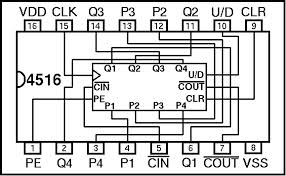 VDD CLK Q3 P3 P2 Q2 U/D CLR
16 15 14 13 12 11 10 9
Q1 Q2 Q3 Q4
4516
U/D
CIN COUT
PE CLR
P1 P2 P3 P4
1 2 3 4 5 6 7 8
PE Q4 P4 P1 CIN Q1 COUT VSS